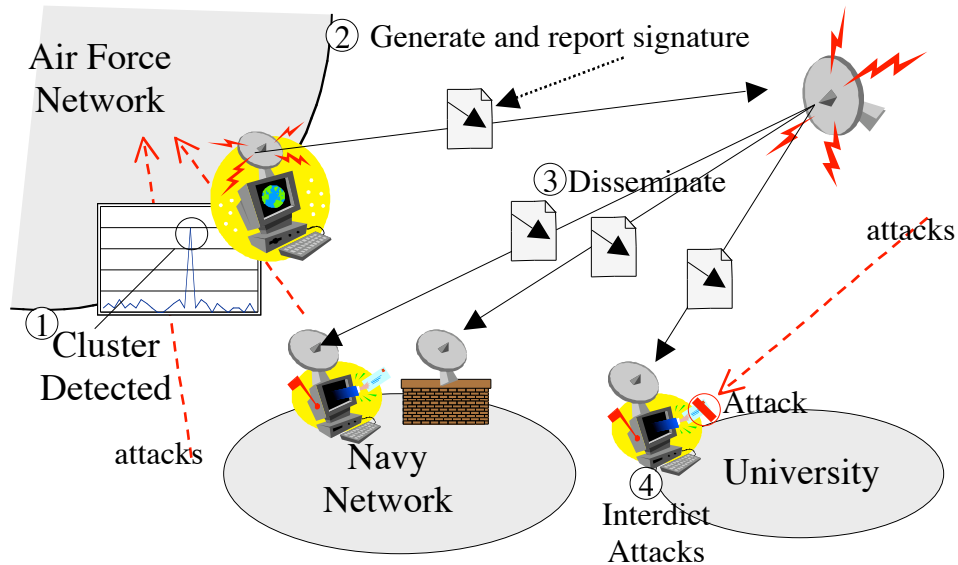 Air Force
Network
2 Generate and report signature
3 Disseminate
attacks
1
Cluster
Detected
attacks
Navy
Network
Attack
University
4
Interdict
Attacks